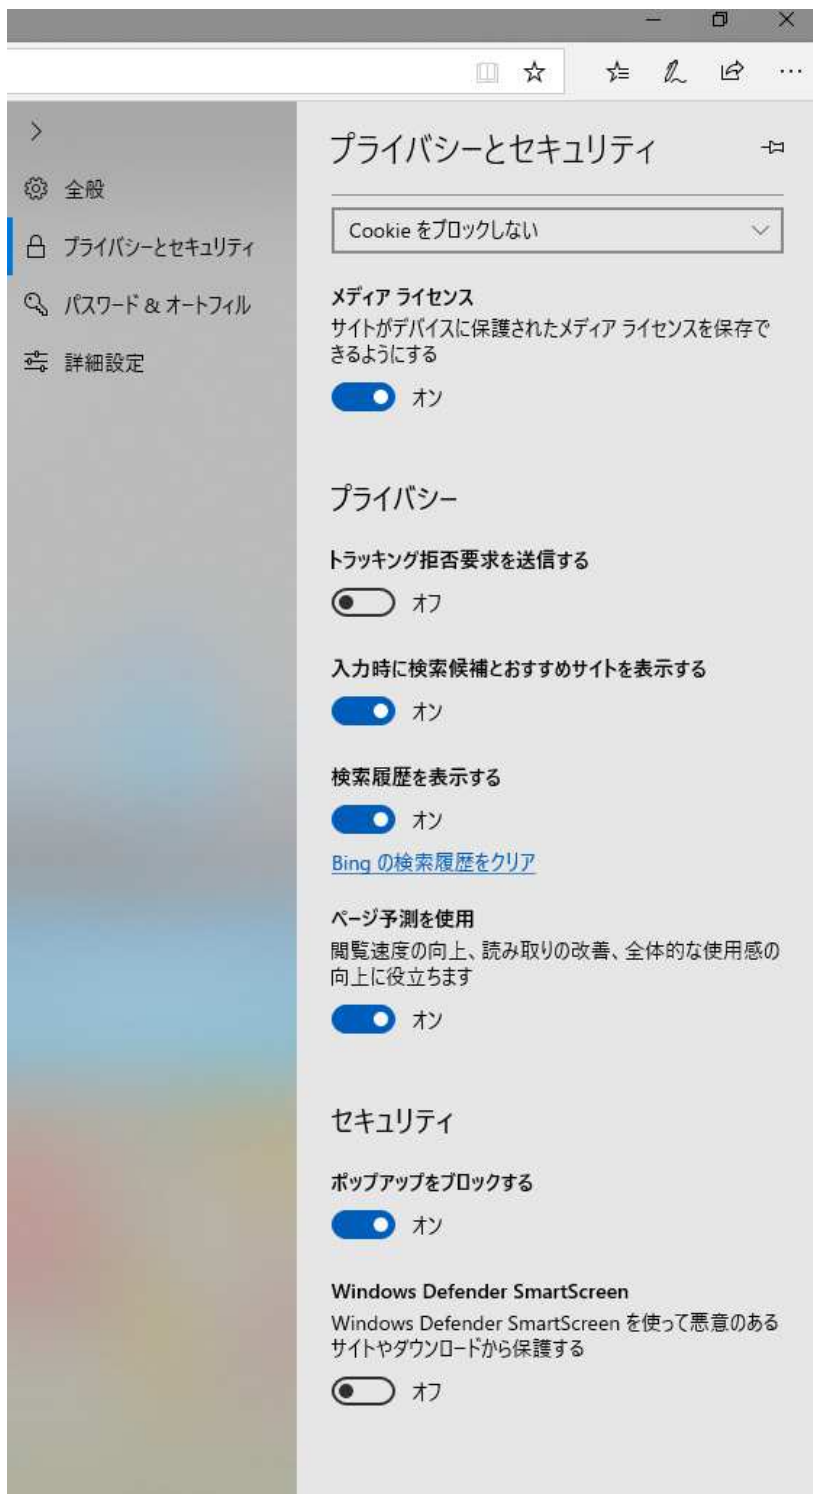 全般
プライバシーとセキュリティ
パスワード & オートフィル
詳細設定
プライバシーとセキュリティ
Cookie をブロックしない
メディア ライセンス
サイトがデバイスに保護されたメディア ライセンスを保存で
きるようにする
オン
プライバシー
トラッキング拒否要求を送信する
オフ
入力時に検索候補とおすすめサイトを表示する
オン
検索履歴を表示する
オン
Bing の検索履歴をクリア
ページ予測を使用
閲覧速度の向上、読み取りの改善、全体的な使用感の
向上に役立ちます
オン
セキュリティ
ポップアップをブロックする
オン
Windows Defender SmartScreen
Windows Defender SmartScreen を使って悪意のある
サイトやダウンロードから保護する
オフ